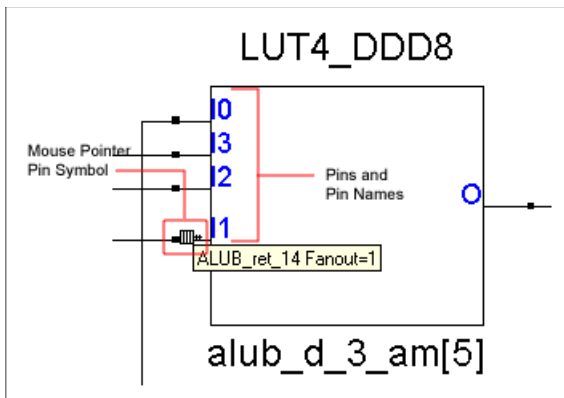 LUT4_DDD8
I0
I3
Mouse Pointer
Pin Symbol
I2
Pins and
Pin Names
O
I1
ALUB_ret_14 Fanout=1
alub_d_3_am[5]